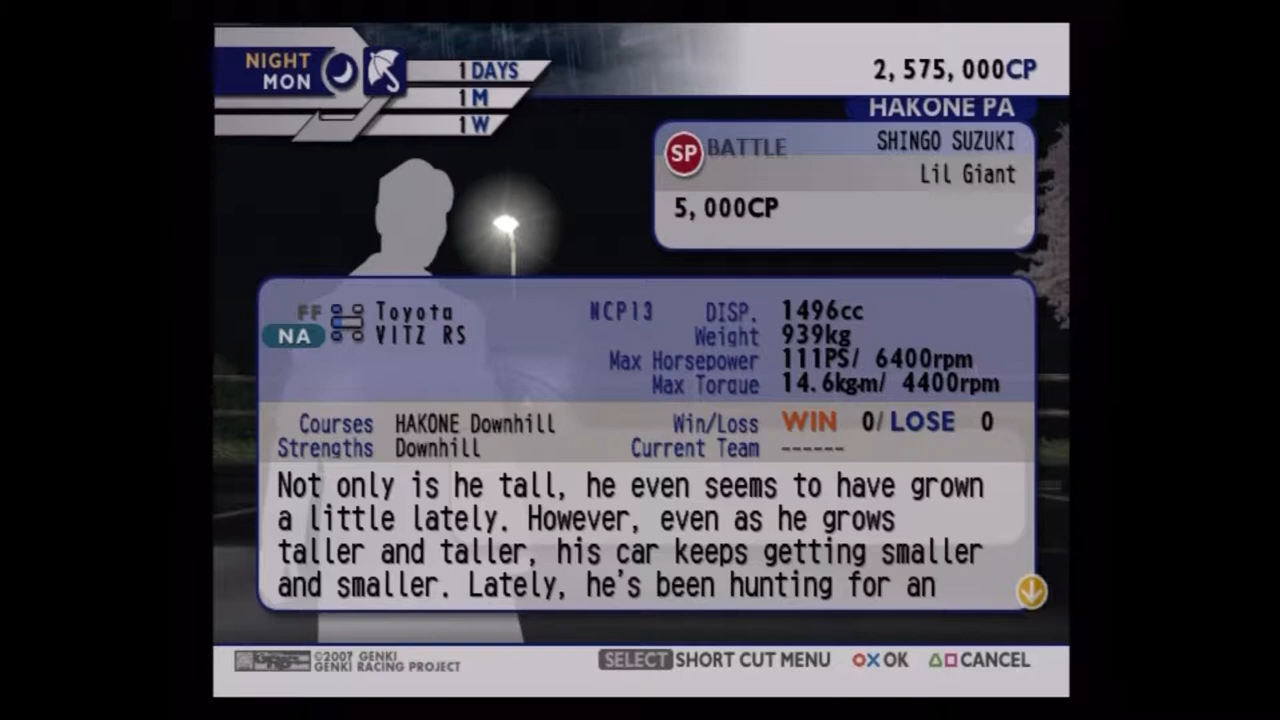 NIGHT
MON
1 DAYS
1 M
1 W
2,575,000CP
HAKONE PA
SP BATTLE
SHINGO SUZUKI
Lil Giant
5,000CP
FF Toyota NCP13 DISP. 1496cc
NA VITZ RS Weight 939kg
Max Horsepower 111PS/ 6400rpm
Max Torque 14.6kgm/ 4400rpm
Courses HAKONE Downhill Win/Loss WIN 0/ LOSE 0
Strengths Downhill Current Team ------
Not only is he tall, he even seems to have grown
a little lately. However, even as he grows
taller and taller, his car keeps getting smaller
and smaller. Lately, he's been hunting for an
©2007 GENKI
GENKI RACING PROJECT
SELECT SHORT CUT MENU OK CANCEL